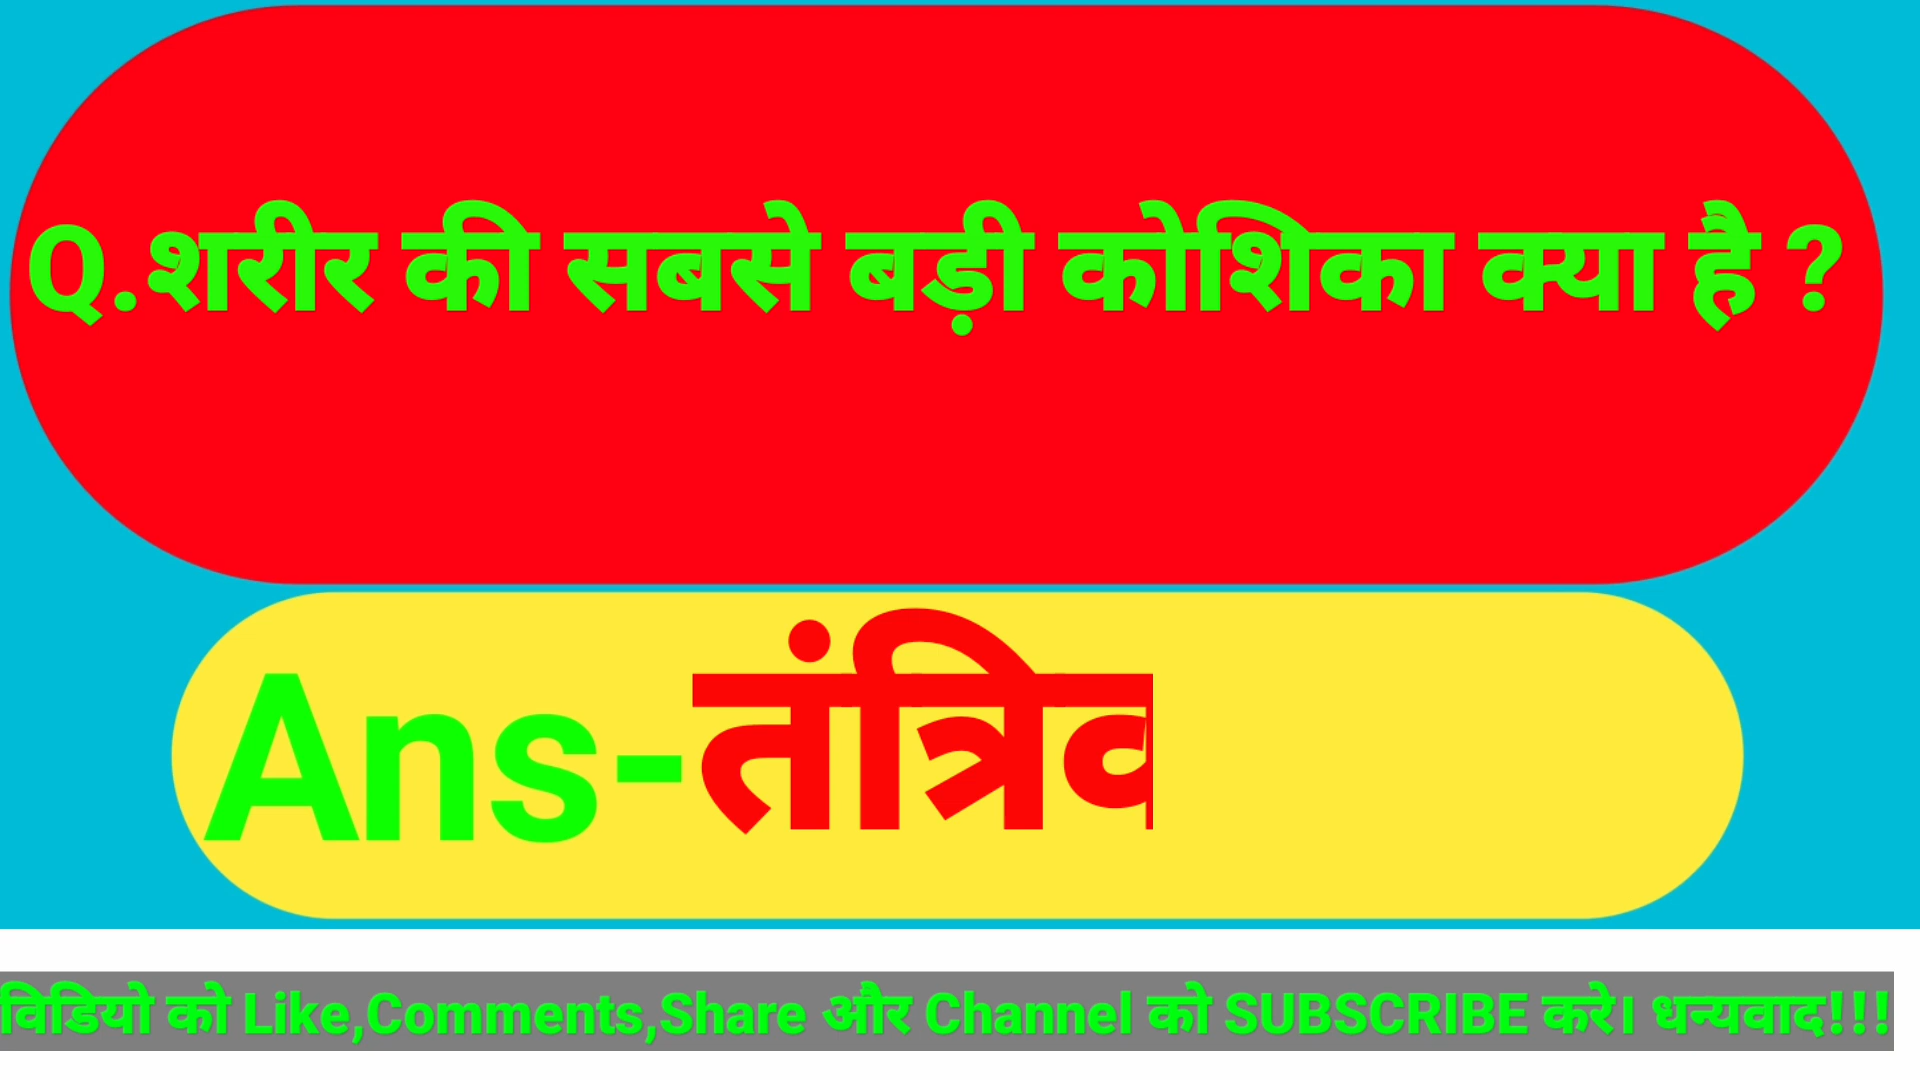 Q.शरीर की सबसे बड़ी कोशिका क्या है ?
Ans-तंत्रि
विडियो को Like,Comments,Share और Channel को SUBSCRIBE करे। धन्यवाद!!!